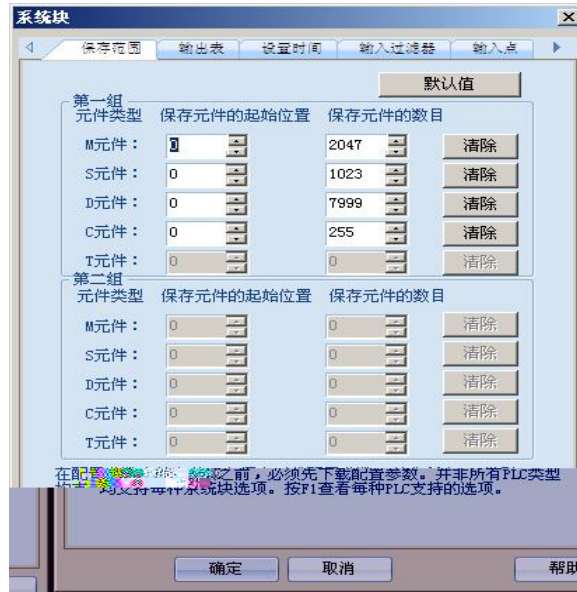 系统块
保存范围 输出表 设置时间 输入过滤器 输入点
默认值
第一组
元件类型 保存元件的起始位置 保存元件的数目
M元件： 0 2047 清除
S元件： 0 1023 清除
D元件： 0 7999 清除
C元件： 0 255 清除
T元件： 0 0 清除
第二组
元件类型 保存元件的起始位置 保存元件的数目
M元件： 0 0 清除
S元件： 0 0 清除
D元件： 0 0 清除
C元件： 0 0 清除
T元件： 0 0 清除
在配置 之前，必须先下载配置参数。并非所有PLC类型
均支持每种系统块选项。按F1查看每种PLC支持的选项。
确定 取消 帮助